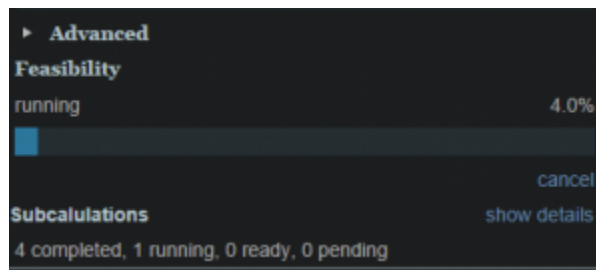 Advanced
Feasibility
running 4.0%
cancel
Subcalulations show details
4 completed, 1 running, 0 ready, 0 pending